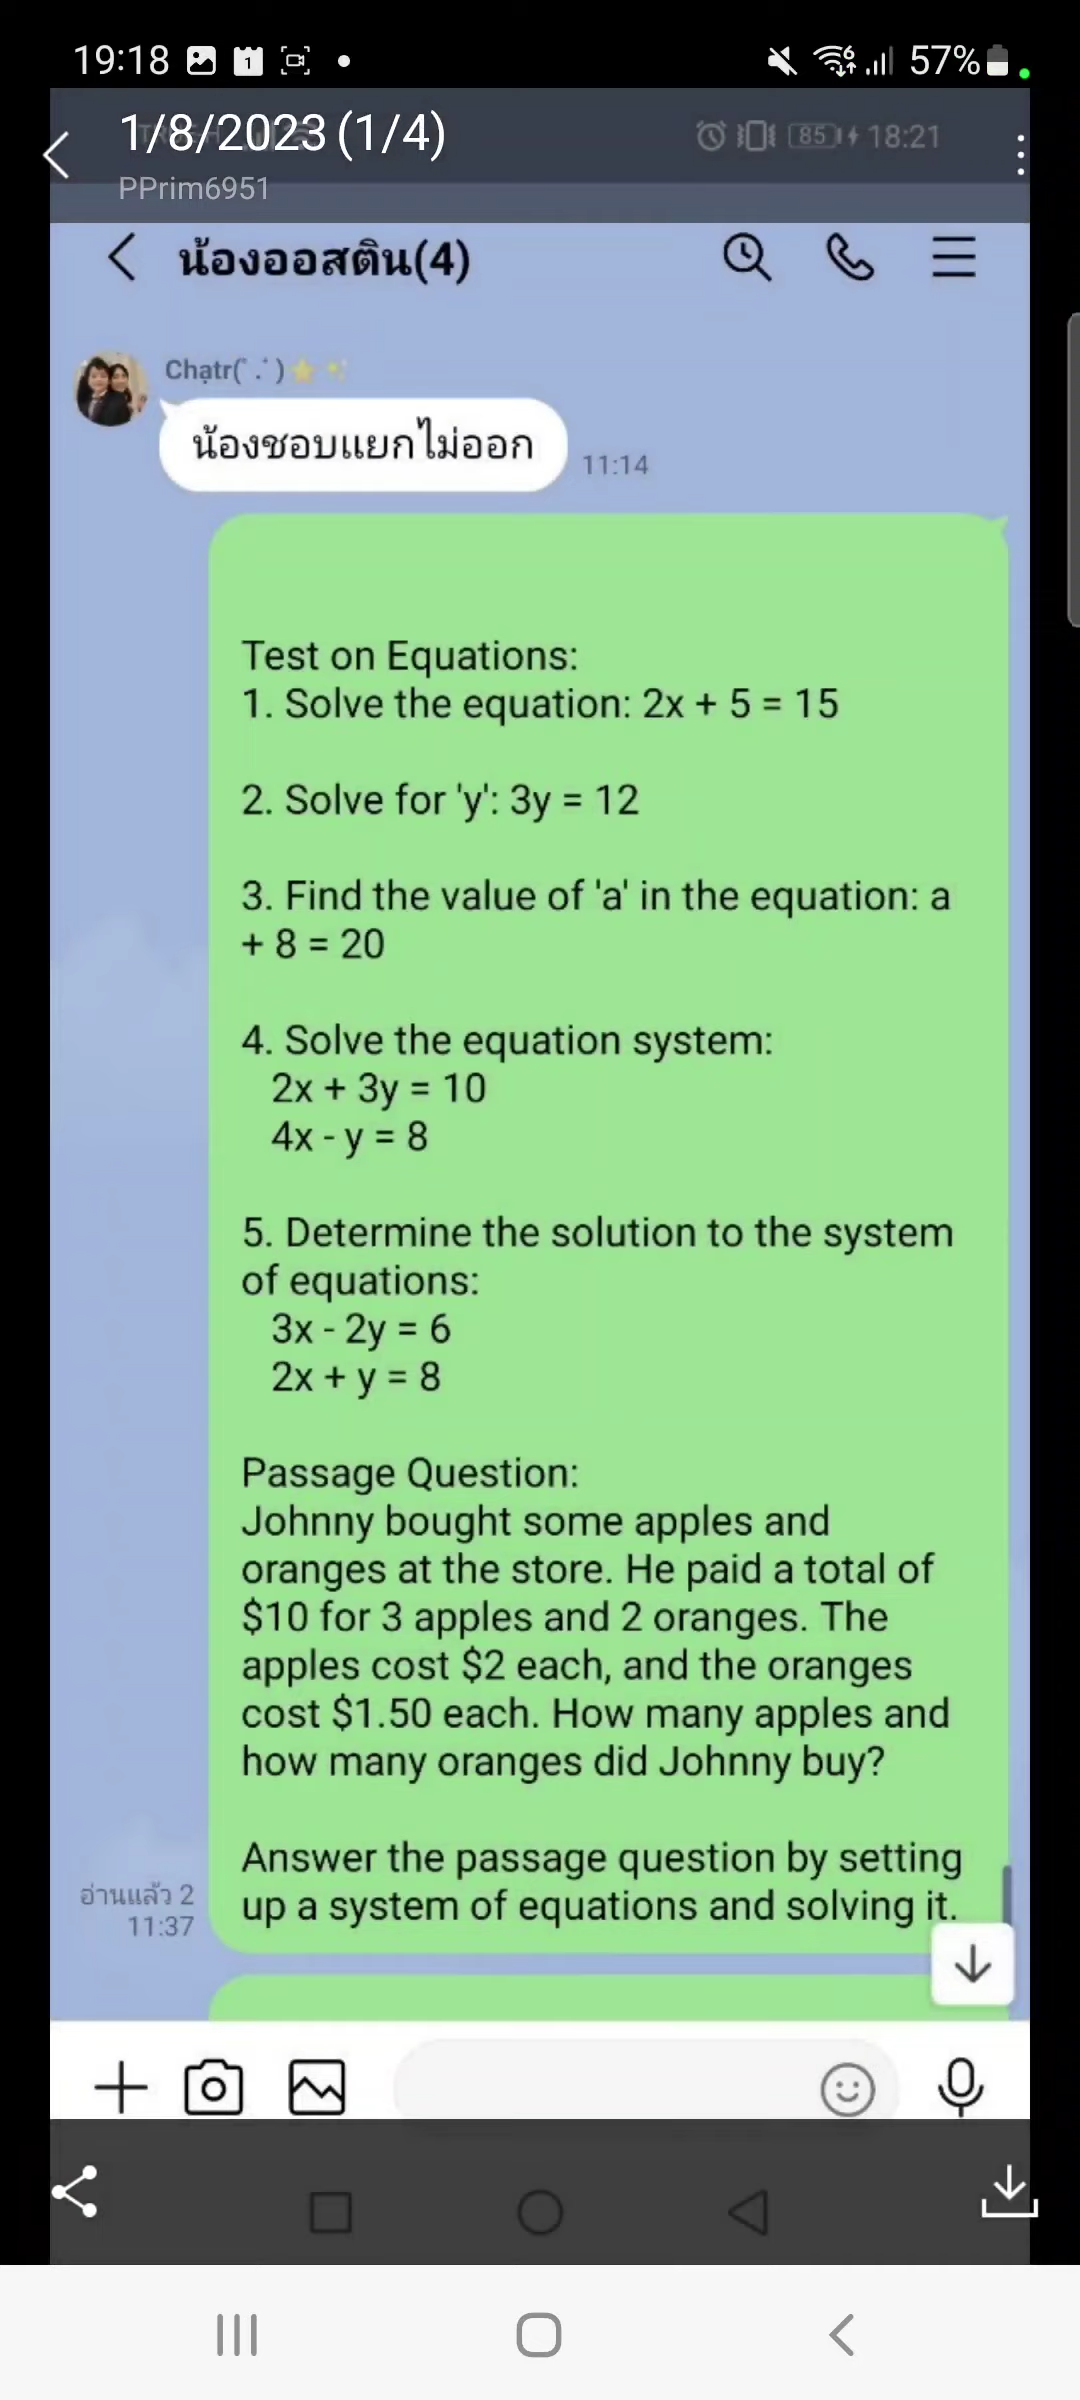 19:18
1
6
57%
1/8/2023 (1/4)
85
18:21
PPrim6951
น้องออสติน(4)
Chatr(˙.˙)
น้องชอบแยกไม่ออก
11:14
Test on Equations:
1. Solve the equation: 2x + 5 = 15
2. Solve for 'y': 3y = 12
3. Find the value of 'a' in the equation: a
+ 8 = 20
4. Solve the equation system:
2x + 3y = 10
4x - y = 8
5. Determine the solution to the system
of equations:
3x - 2y = 6
2x + y = 8
Passage Question:
Johnny bought some apples and
oranges at the store. He paid a total of
$10 for 3 apples and 2 oranges. The
apples cost $2 each, and the oranges
cost $1.50 each. How many apples and
how many oranges did Johnny buy?
Answer the passage question by setting
up a system of equations and solving it.
อ่านแล้ว 2
11:37